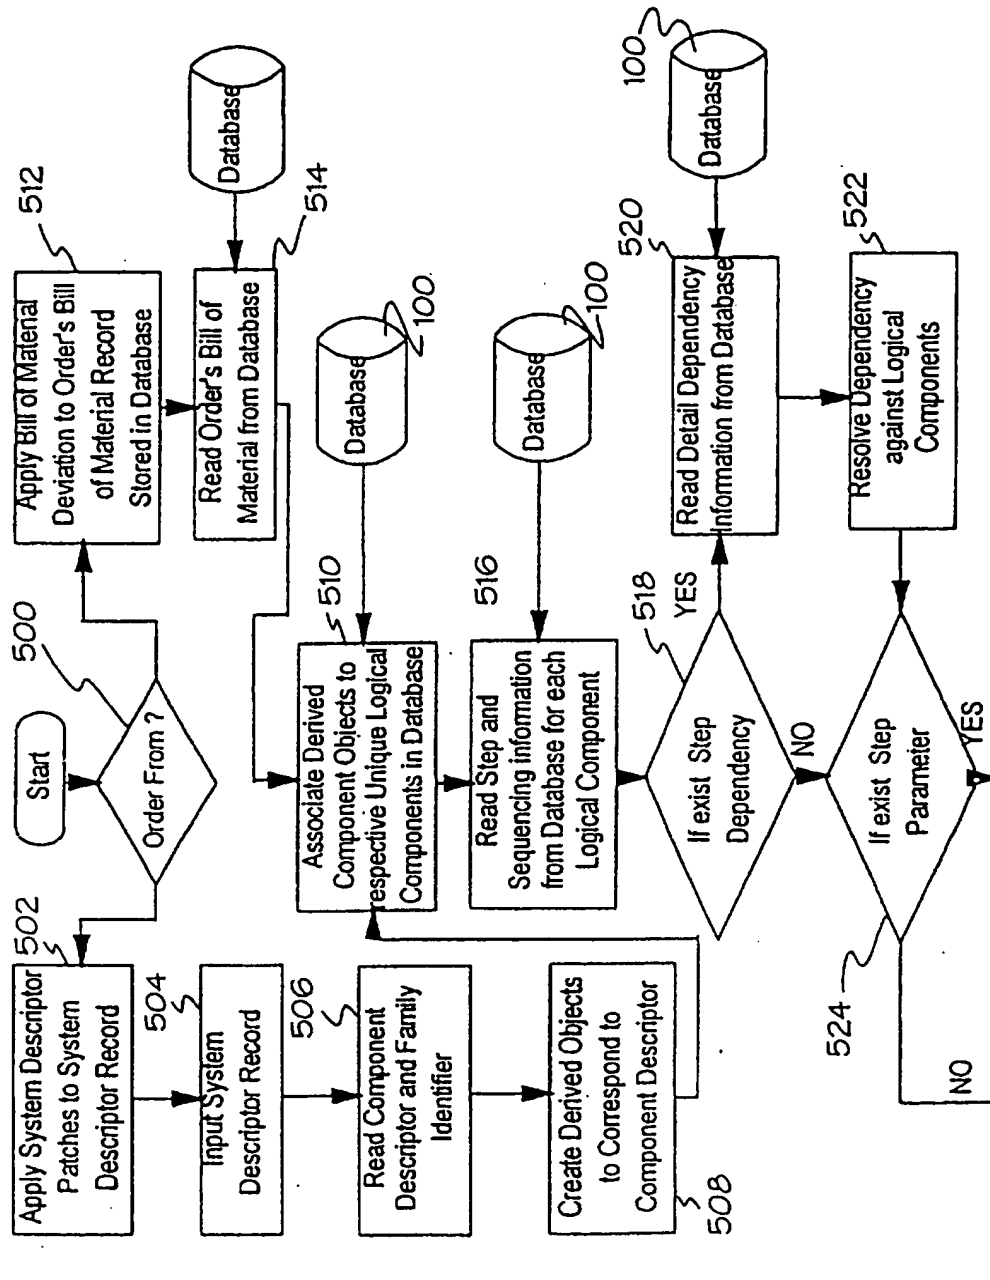 Start
500
Order From ?
502
Apply System Descriptor
Patches to System
Descriptor Record
504
Input System
Descriptor Record
506
Read Component
Descriptor and Family
Identifier
Create Derived Objects
to Correspond to
Component Descriptor
508
512
Apply Bill of Material
Deviation to Order's Bill
of Material Record
Stored in Database
Database
514
Read Order's Bill of
Material from Database
510
Associate Derived
Component Objects to
respective Unique Logical
Components in Database
Database
100
516
Read Step and
Sequencing information
from Database for each
Logical Component
Database
100
518
If exist Step
Dependency
YES
NO
520
Read Detail Dependency
Information from Database
Database
100
522
Resolve Dependency
against Logical
Components
If exist Step
Parameter
524
YES
NO